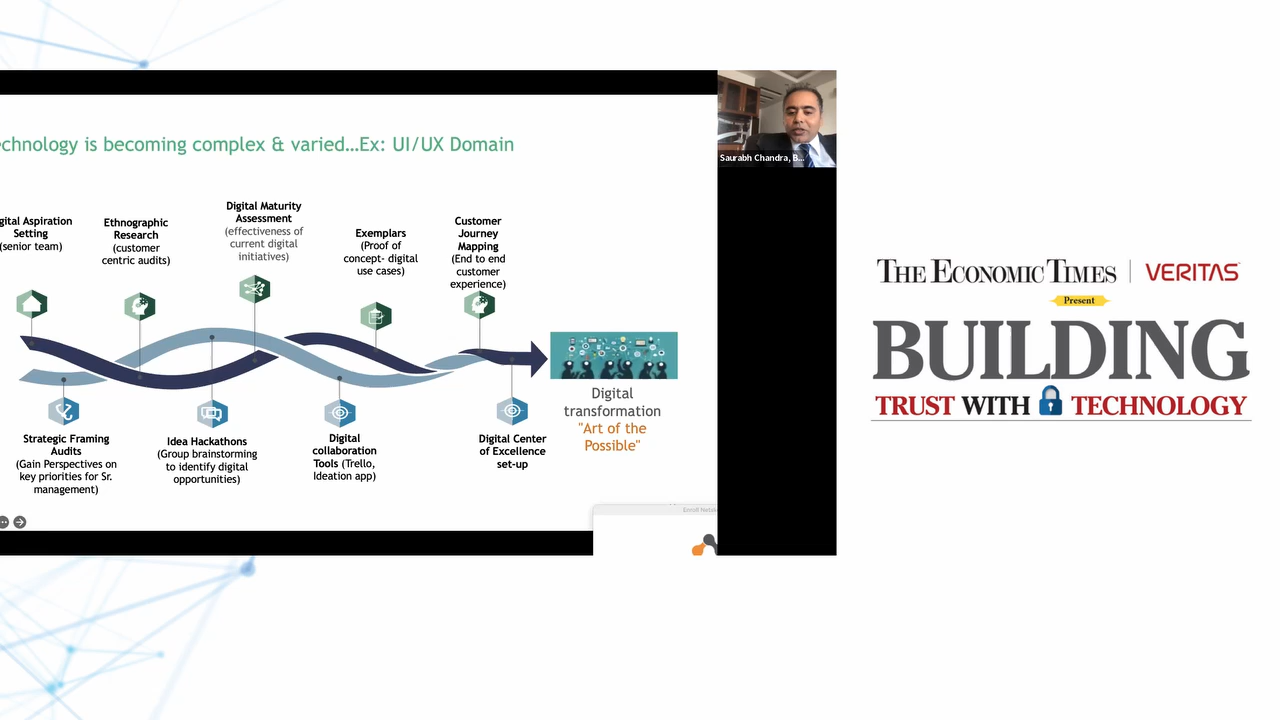 echnology is becoming complex & varied...Ex: UI/UX Domain
gital Aspiration
Setting
(senior team)
Ethnographic
Research
(customer
centric audits)
Digital Maturity
Assessment
(effectiveness of
current digital
initiatives)
Exemplars
(Proof of
concept- digital
use cases)
Customer
Journey
Mapping
(End to end
customer
experience)
Strategic Framing
Audits
(Gain Perspectives on
key priorities for Sr.
management)
Idea Hackathons
(Group brainstorming
to identify digital
opportunities)
Digital
collaboration
Tools (Trello,
Ideation app)
Digital Center
of Excellence
set-up
Digital
transformation
"Art of the
Possible"
Saurabh Chandra, B...
THE ECONOMIC TIMES | VERITAS
Present
BUILDING
TRUST WITH TECHNOLOGY